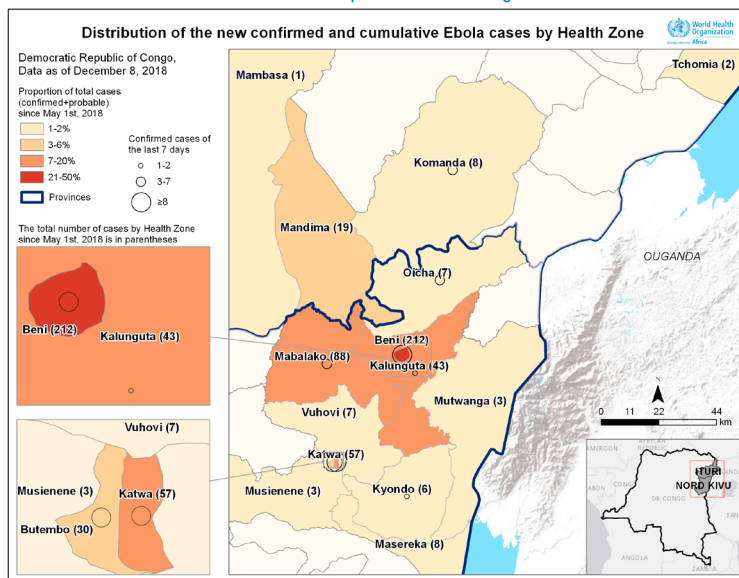 Distribution of the new confirmed and cumulative Ebola cases by Health Zone
World Health
Organization
Africa
Democratic Republic of Congo,
Data as of December 8, 2018
Proportion of total cases
(confirmed+probable)
since May 1st, 2018
1-2%
3-6%
7-20%
21-50%
Provinces
Confirmed cases of
the last 7 days
1-2
3-7
≥8
The total number of cases by Health Zone
since May 1st, 2018 is in parentheses
Beni (212)
Kalunguta (43)
Vuhovi (7)
Musienene (3)
Katwa (57)
Butembo (30)
Mambasa (1)
Tchomia (2)
Komanda (8)
Mandima (19)
OUGANDA
Oicha (7)
Beni (212)
Mabalako (88)
Kalunguta (43)
Mutwanga (3)
Vuhovi (7)
Katwa (57)
Musienene (3)
Kyondo (6)
Masereka (8)
N
0 11 22 44
km
ITURI
NORD KIVU
DR CONGO
ANGOLA
ZAMBIA